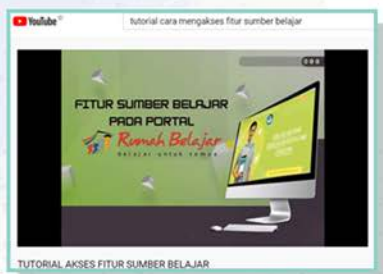 YouTube ID
tutorial cara mengakses fitur sumber belajar
FITUR SUMBER BELAJAR
PADA PORTAL
Rumah Belajar
belajar untuk semua
TUTORIAL AKSES FITUR SUMBER BELAJAR